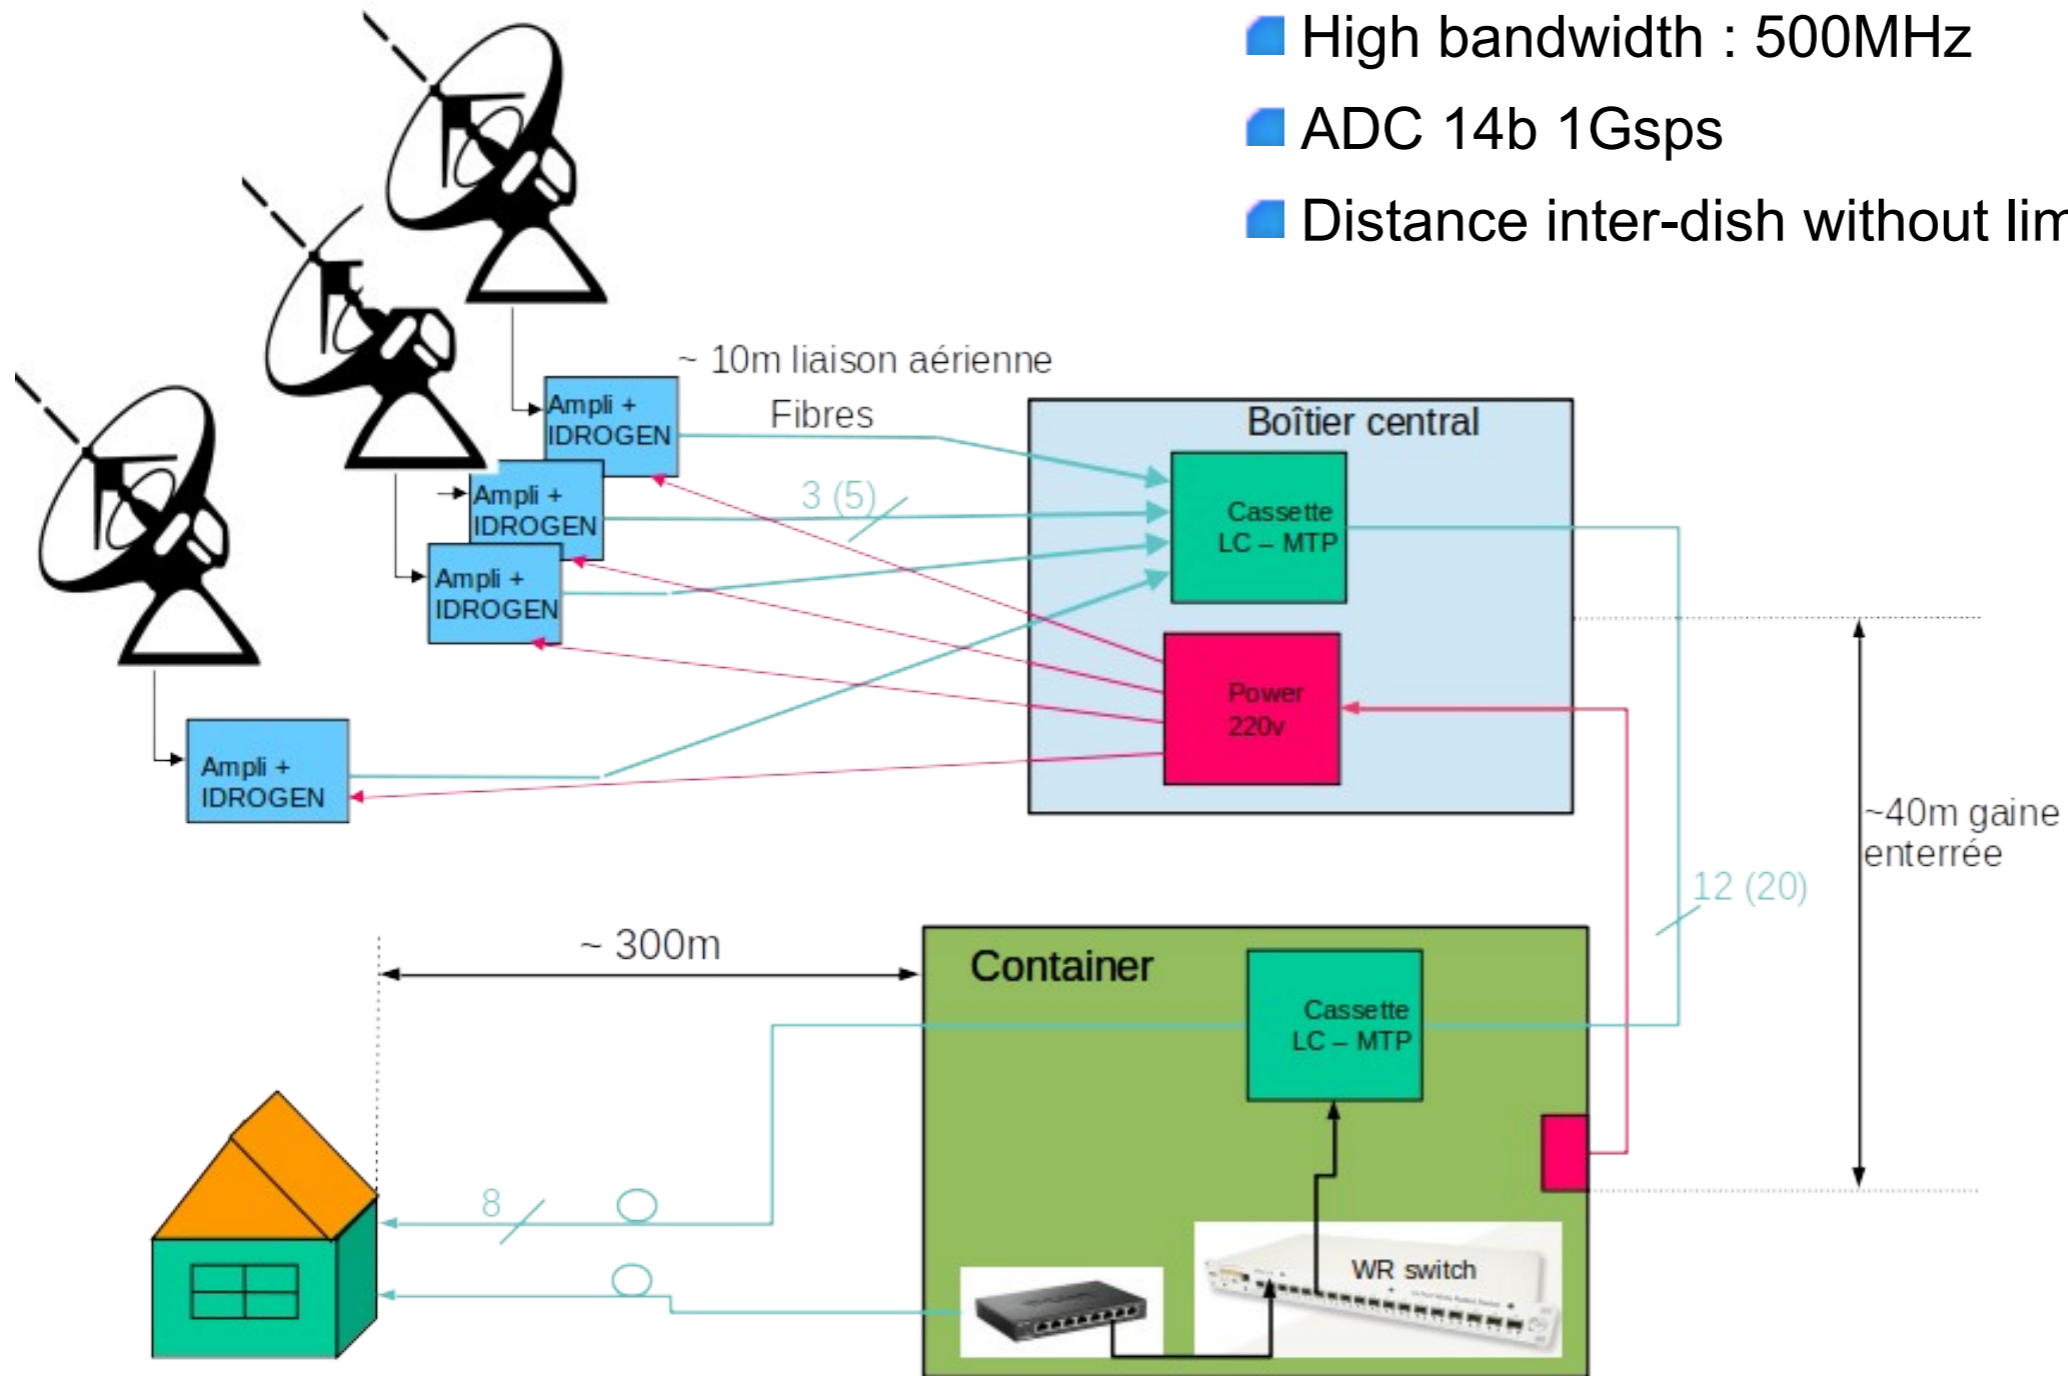 High bandwidth : 500MHz
ADC 14b 1Gsps
Distance inter-dish without
~ 10m liaison aérienne
Fibres
Ampli +
IDROGEN
Boîtier central
3 (5)
Ampli +
IDROGEN
Cassette
LC – MTP
Ampli +
IDROGEN
Power
220v
Ampli +
IDROGEN
~40m gaine
enterrée
12 (20)
~ 300m
Container
Cassette
LC – MTP
8
WR switch